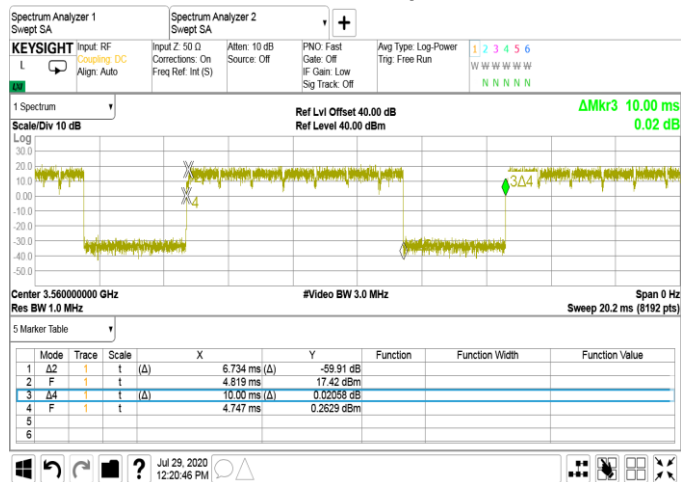 Spectrum Analyzer 1
Swept SA
Spectrum Analyzer 2
Swept SA
+
KEYSIGHT
L
Input: RF
Coupling: DC
Align: Auto
Input Z: 50 Ω
Corrections: On
Freq Ref: Int (S)
Atten: 10 dB
Source: Off
PNO: Fast
Gate: Off
IF Gain: Low
Sig Track: Off
Avg Type: Log-Power
Trig: Free Run
1 2 3 4 5 6
W W W W W W
N N N N N
1 Spectrum
Scale/Div 10 dB
Ref Lvl Offset 40.00 dB
Ref Level 40.00 dBm
ΔMkr3 10.00 ms
0.02 dB
Log
30.0
20.0
10.0
0.00
-10.0
-20.0
-30.0
-40.0
-50.0
4
3Δ4
Center 3.560000000 GHz
Res BW 1.0 MHz
#Video BW 3.0 MHz
Span 0 Hz
Sweep 20.2 ms (8192 pts)
5 Marker Table
Mode Trace Scale X Y Function Function Width Function Value
1 Δ2 1 t (Δ) 6.734 ms (Δ) -59.91 dB
2 F 1 t 4.819 ms 17.42 dBm
3 Δ4 1 t (Δ) 10.00 ms (Δ) 0.02058 dB
4 F 1 t 4.747 ms 0.2629 dBm
5
6
?
Jul 29, 2020
12:20:46 PM